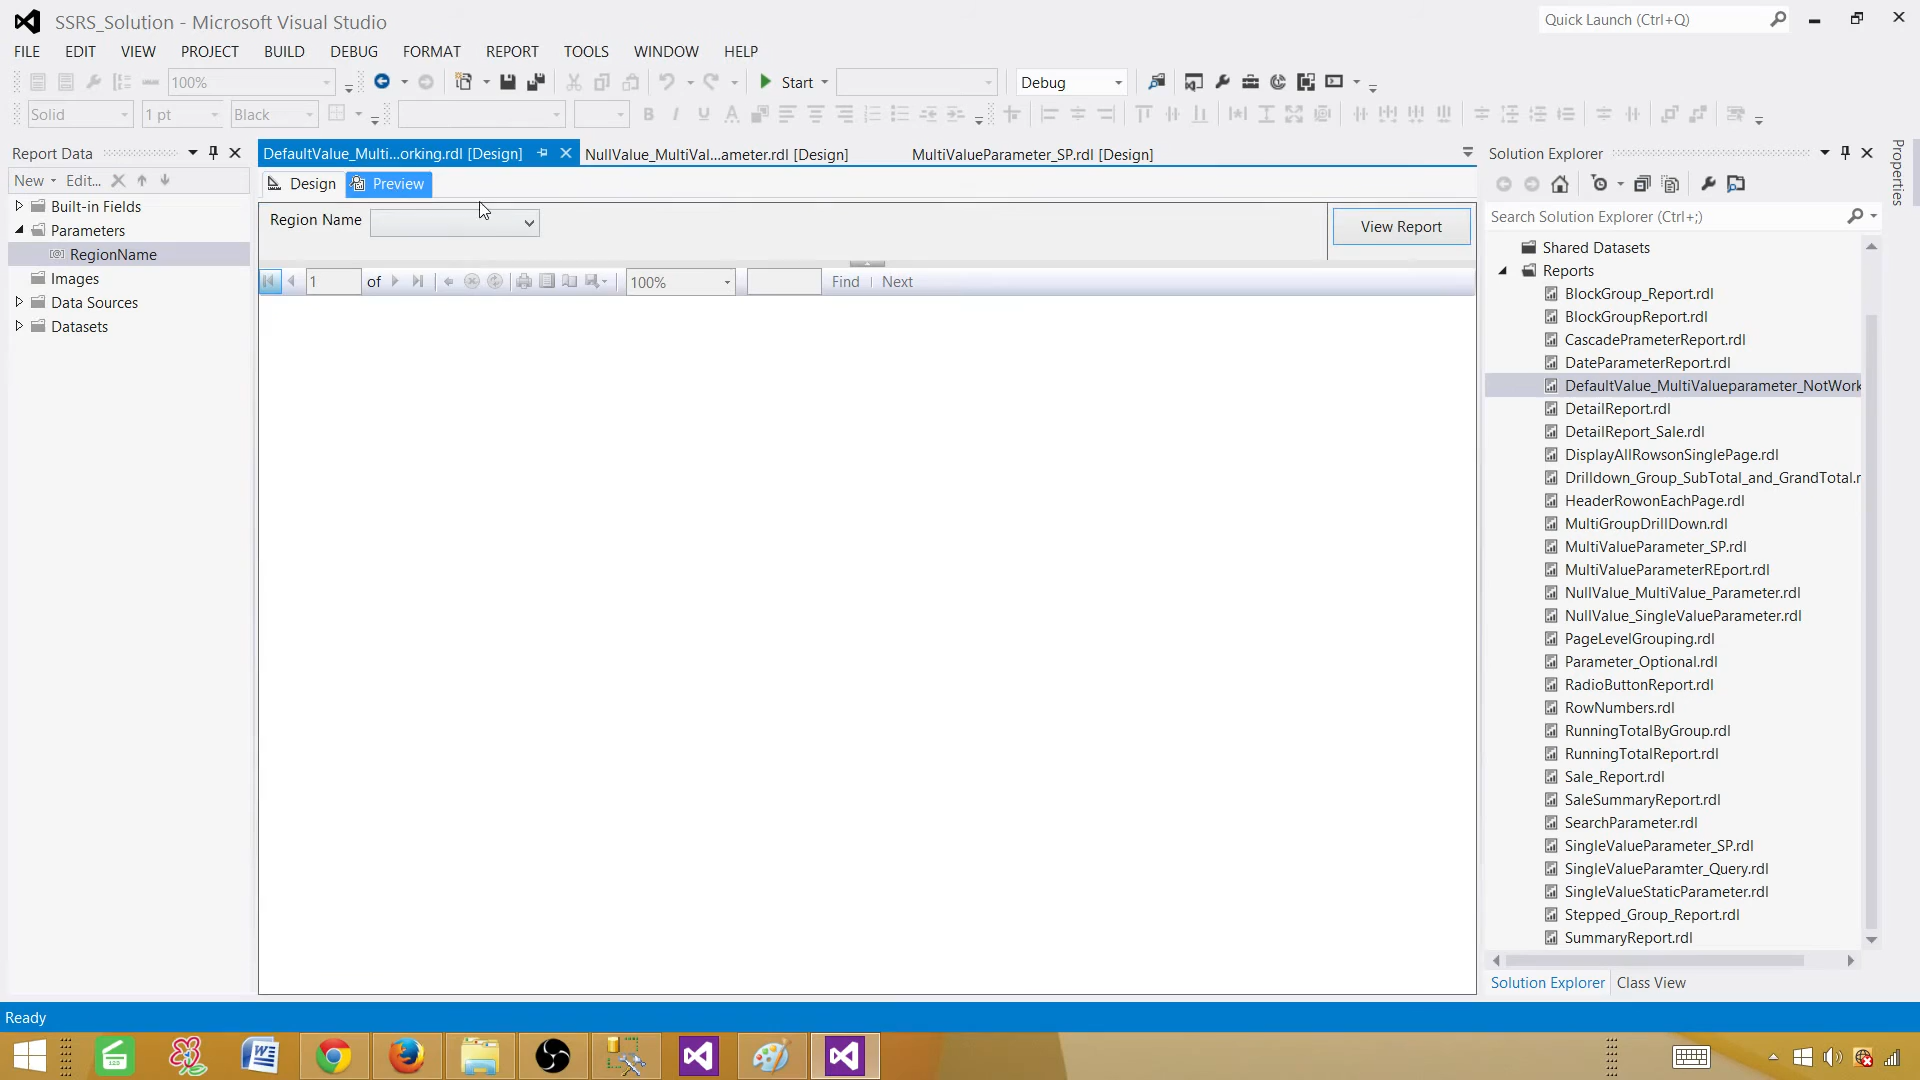 SSRS_Solution - Microsoft Visual Studio
Quick Launch (Ctrl+Q)
FILE EDIT VIEW PROJECT BUILD DEBUG FORMAT REPORT TOOLS WINDOW HELP
100% Start Debug
Solid 1 pt Black
Report Data
New Edit...
Built-in Fields
Parameters
RegionName
Images
Data Sources
Datasets
DefaultValue_Multi...orking.rdl [Design] NullValue_MultiVal...ameter.rdl [Design] MultiValueParameter_SP.rdl [Design]
Design Preview
Region Name
View Report
1 of 100% Find Next
Solution Explorer
Search Solution Explorer (Ctrl+;)
Shared Datasets
Reports
BlockGroup_Report.rdl
BlockGroupReport.rdl
CascadePrameterReport.rdl
DateParameterReport.rdl
DefaultValue_MultiValueparameter_NotWork
DetailReport.rdl
DetailReport_Sale.rdl
DisplayAllRowsonSinglePage.rdl
Drilldown_Group_SubTotal_and_GrandTotal.r
HeaderRowonEachPage.rdl
MultiGroupDrillDown.rdl
MultiValueParameter_SP.rdl
MultiValueParameterREport.rdl
NullValue_MultiValue_Parameter.rdl
NullValue_SingleValueParameter.rdl
PageLevelGrouping.rdl
Parameter_Optional.rdl
RadioButtonReport.rdl
RowNumbers.rdl
RunningTotalByGroup.rdl
RunningTotalReport.rdl
Sale_Report.rdl
SaleSummaryReport.rdl
SearchParameter.rdl
SingleValueParameter_SP.rdl
SingleValueParamter_Query.rdl
SingleValueStaticParameter.rdl
Stepped_Group_Report.rdl
SummaryReport.rdl
Solution Explorer Class View
Properties
Ready